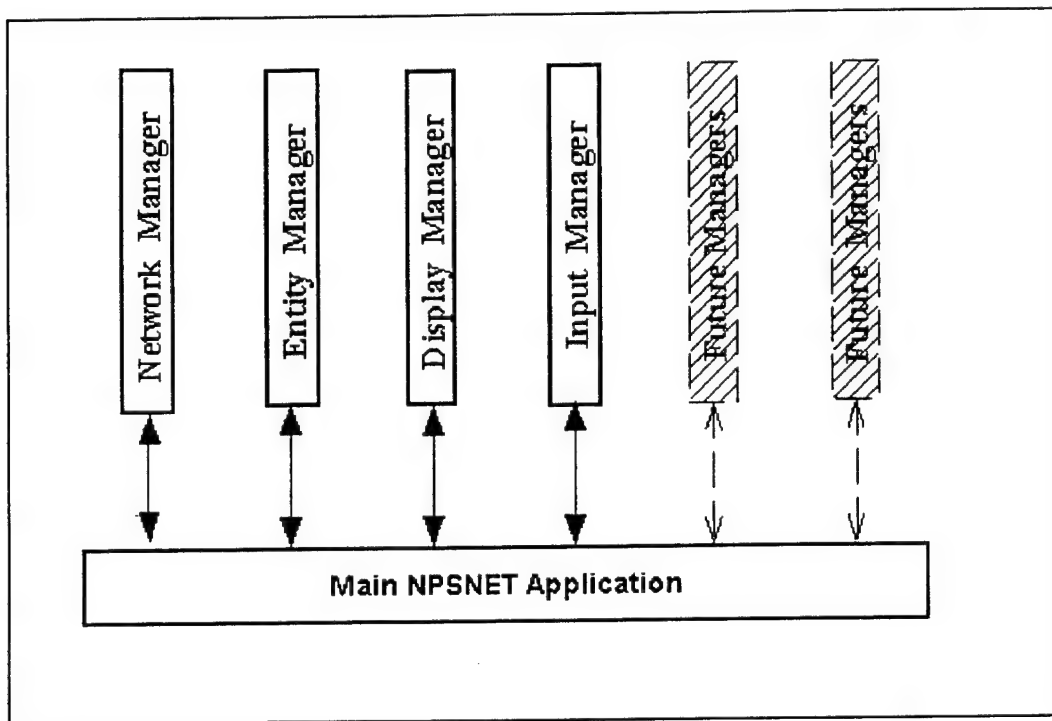 Network Manager
Entity Manager
Display Manager
Input Manager
Future Managers
Future Managers
Main NPSNET Application